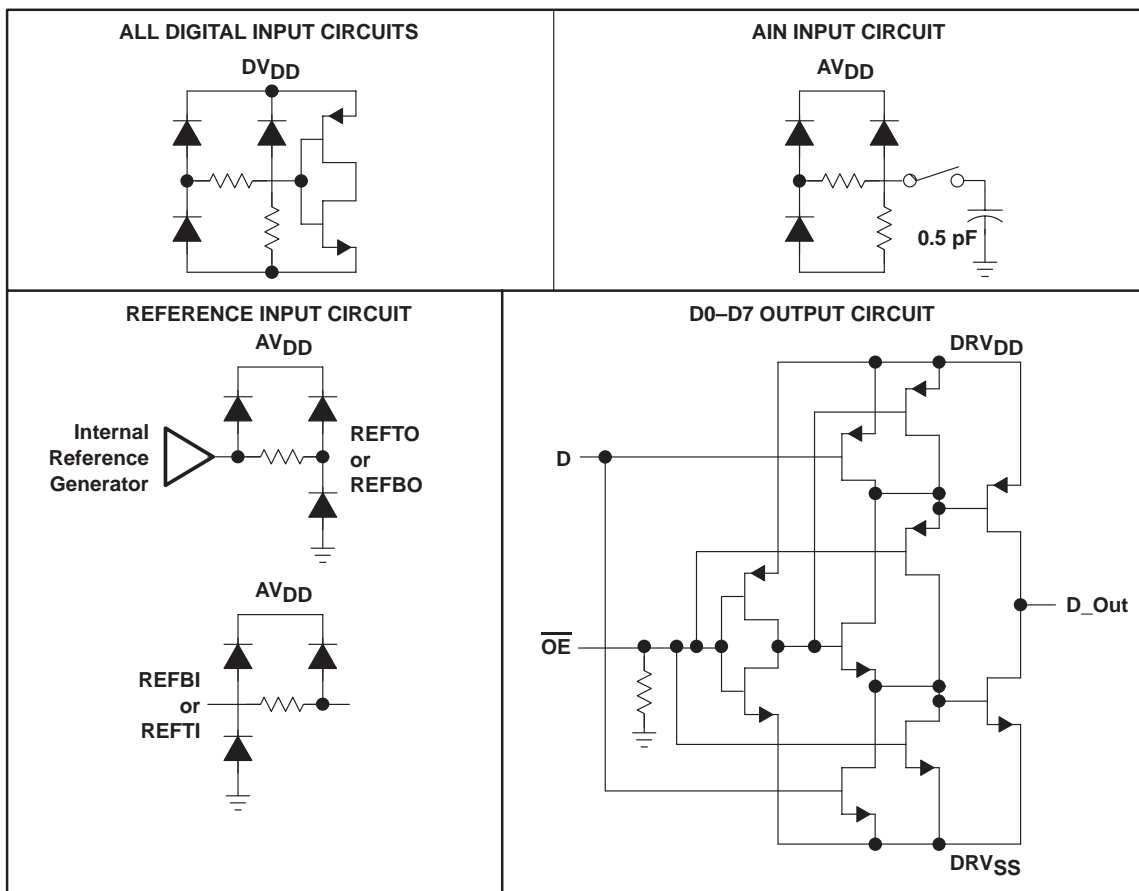 ALL DIGITAL INPUT CIRCUITS
DVDD
AIN INPUT CIRCUIT
AVDD
0.5 pF
REFERENCE INPUT CIRCUIT
AVDD
Internal
Reference
Generator
REFTO
or
REFBO
AVDD
REFBI
or
REFTI
D0–D7 OUTPUT CIRCUIT
DRVDD
D
D_Out
OE
DRVSS